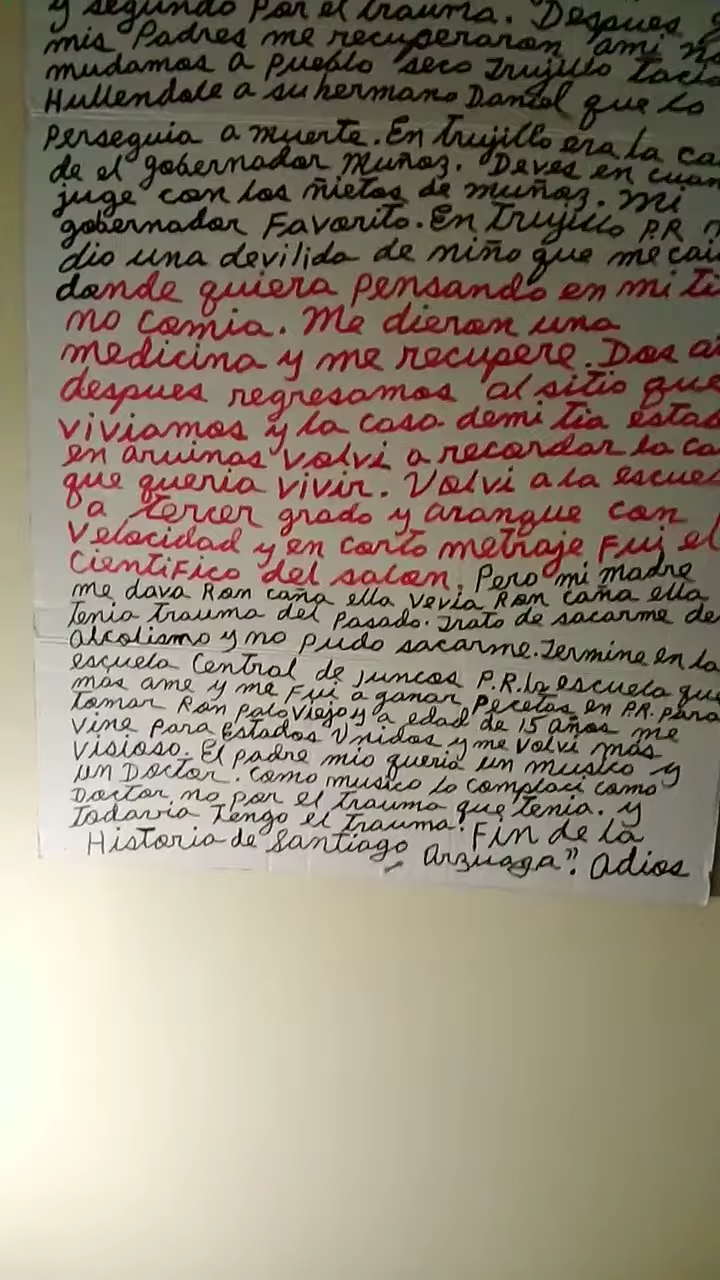 y segundo por el trauma. Despues
mis Padres me recuperaron ami
mudamos a Pueblo seco Trujillo
Hullendole a su hermano Daniel que lo
perseguia a muerte. En trujillo era la
de el gobernador Muñoz. Deves en
juge con los ñietos de muñoz. mi
gobernador Favorito. En Trujillo P.R
dio una devilida de niño que me
donde quiera pensando en mi
no comia. Me dieron una
medicina y me recupere. Dos
despues regresamos al sitio que
viviamos y la casa demi tia
en aruinas volvi a recordar la
que queria vivir. Volvi a la
a tercer grado y aranque con
velocidad y en corto metraje Fui el
Cientifico del salon. Pero mi madre
me dava Ron caña ella vevia Ron caña ella
tenia trauma del pasado. Trato de sacarme de
alcolismo y no pudo sacarme. Termine en la
escuela Central de juncos P.R. la escuela que
mas ame y me Fui a ganar Pecetas en P.R. para
tomar Ron palo Viejo y a edad de 15 años me
vine para Estados Unidos y me volvi mas
visioso. El padre mio queria un musico y
un Doctor. como musico lo complaci como
Doctor no por el trauma que tenia. y
todavia tengo el trauma. Fin de la
Historia de Santiago Arzuaga". Adios